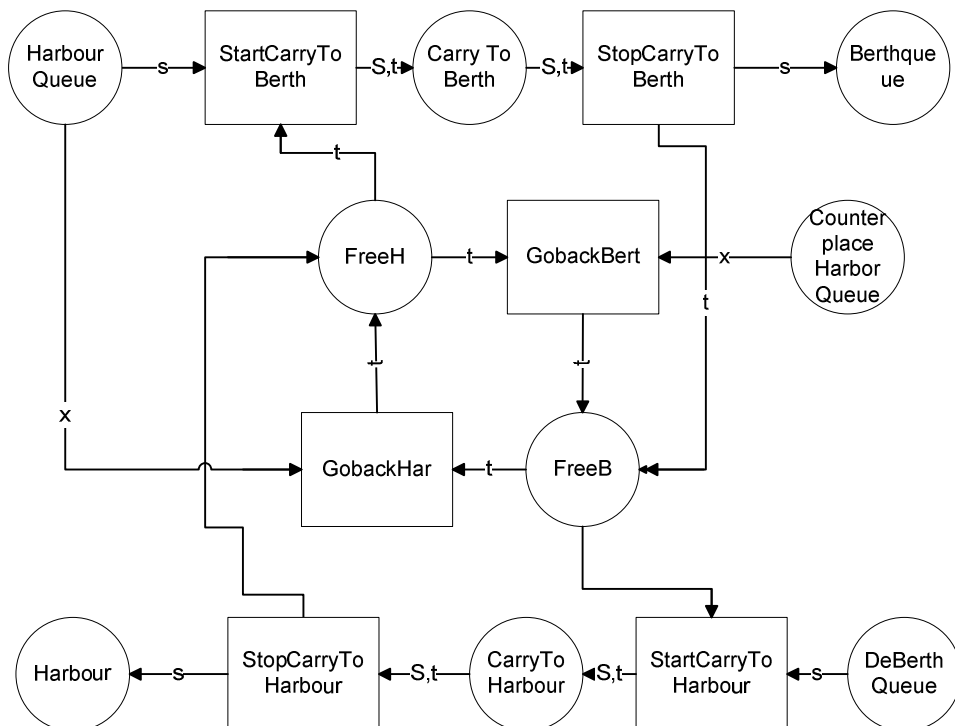 Harbour
Queue
s
StartCarryTo
Berth
S,t
Carry To
Berth
S,t
StopCarryTo
Berth
s
Berthque
ue
t
FreeH
t
GobackBert
x
Counter
place
Harbor
Queue
t
t
t
x
GobackHar
t
FreeB
Harbour
s
StopCarryTo
Harbour
S,t
CarryTo
Harbour
S,t
StartCarryTo
Harbour
s
DeBerth
Queue